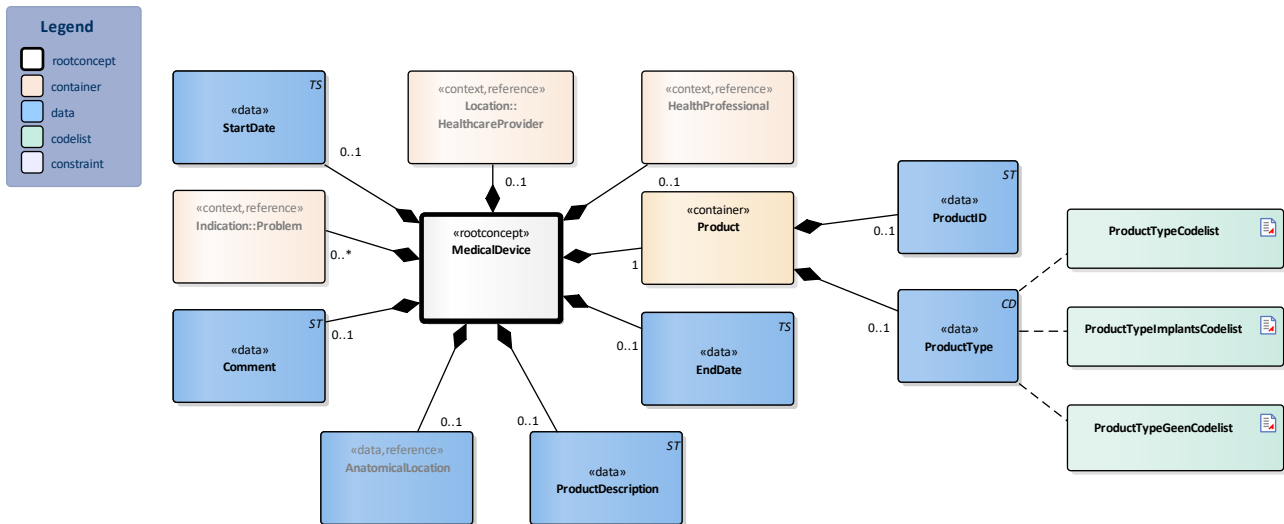 Legend
rootconcept
container
data
codelist
constraint
TS
«data»
StartDate
0..1
«context,reference»
Location::
HealthcareProvider
0..1
«context,reference»
HealthProfessional
0..1
«context,reference»
Indication::Problem
0..*
«rootconcept»
MedicalDevice
«container»
Product
1
ST
«data»
ProductID
0..1
ProductTypeCodelist
CD
«data»
ProductType
0..1
ProductTypeImplantsCodelist
ProductTypeGeenCodelist
ST
«data»
Comment
0..1
TS
«data»
EndDate
0..1
«data,reference»
AnatomicalLocation
0..1
ST
«data»
ProductDescription
0..1